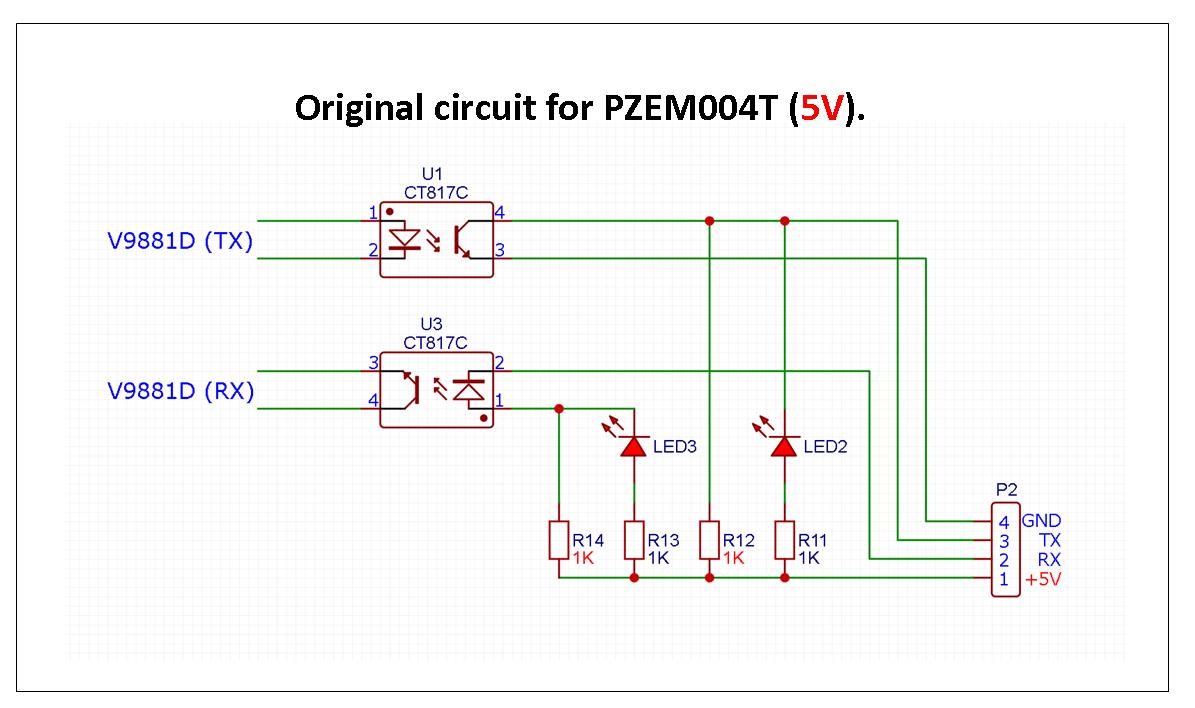 Original circuit for PZEM004T (5V).
U1
CT817C
1
4
V9881D (TX)
2
3
U3
CT817C
3
2
V9881D (RX)
4
1
LED3
LED2
P2
4 GND
R14
R13
R12
R11
3 TX
1K
1K
1K
1K
2 RX
1 +5V